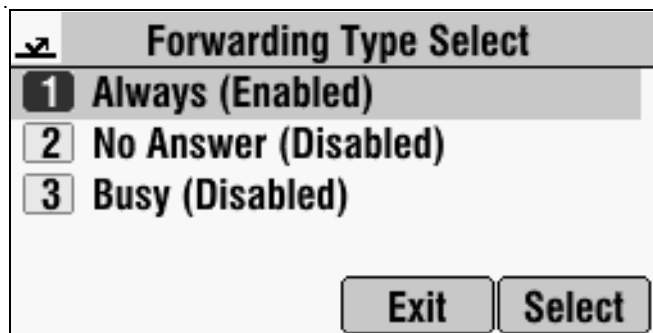 Forwarding Type Select
1 Always (Enabled)
2 No Answer (Disabled)
3 Busy (Disabled)
Exit Select